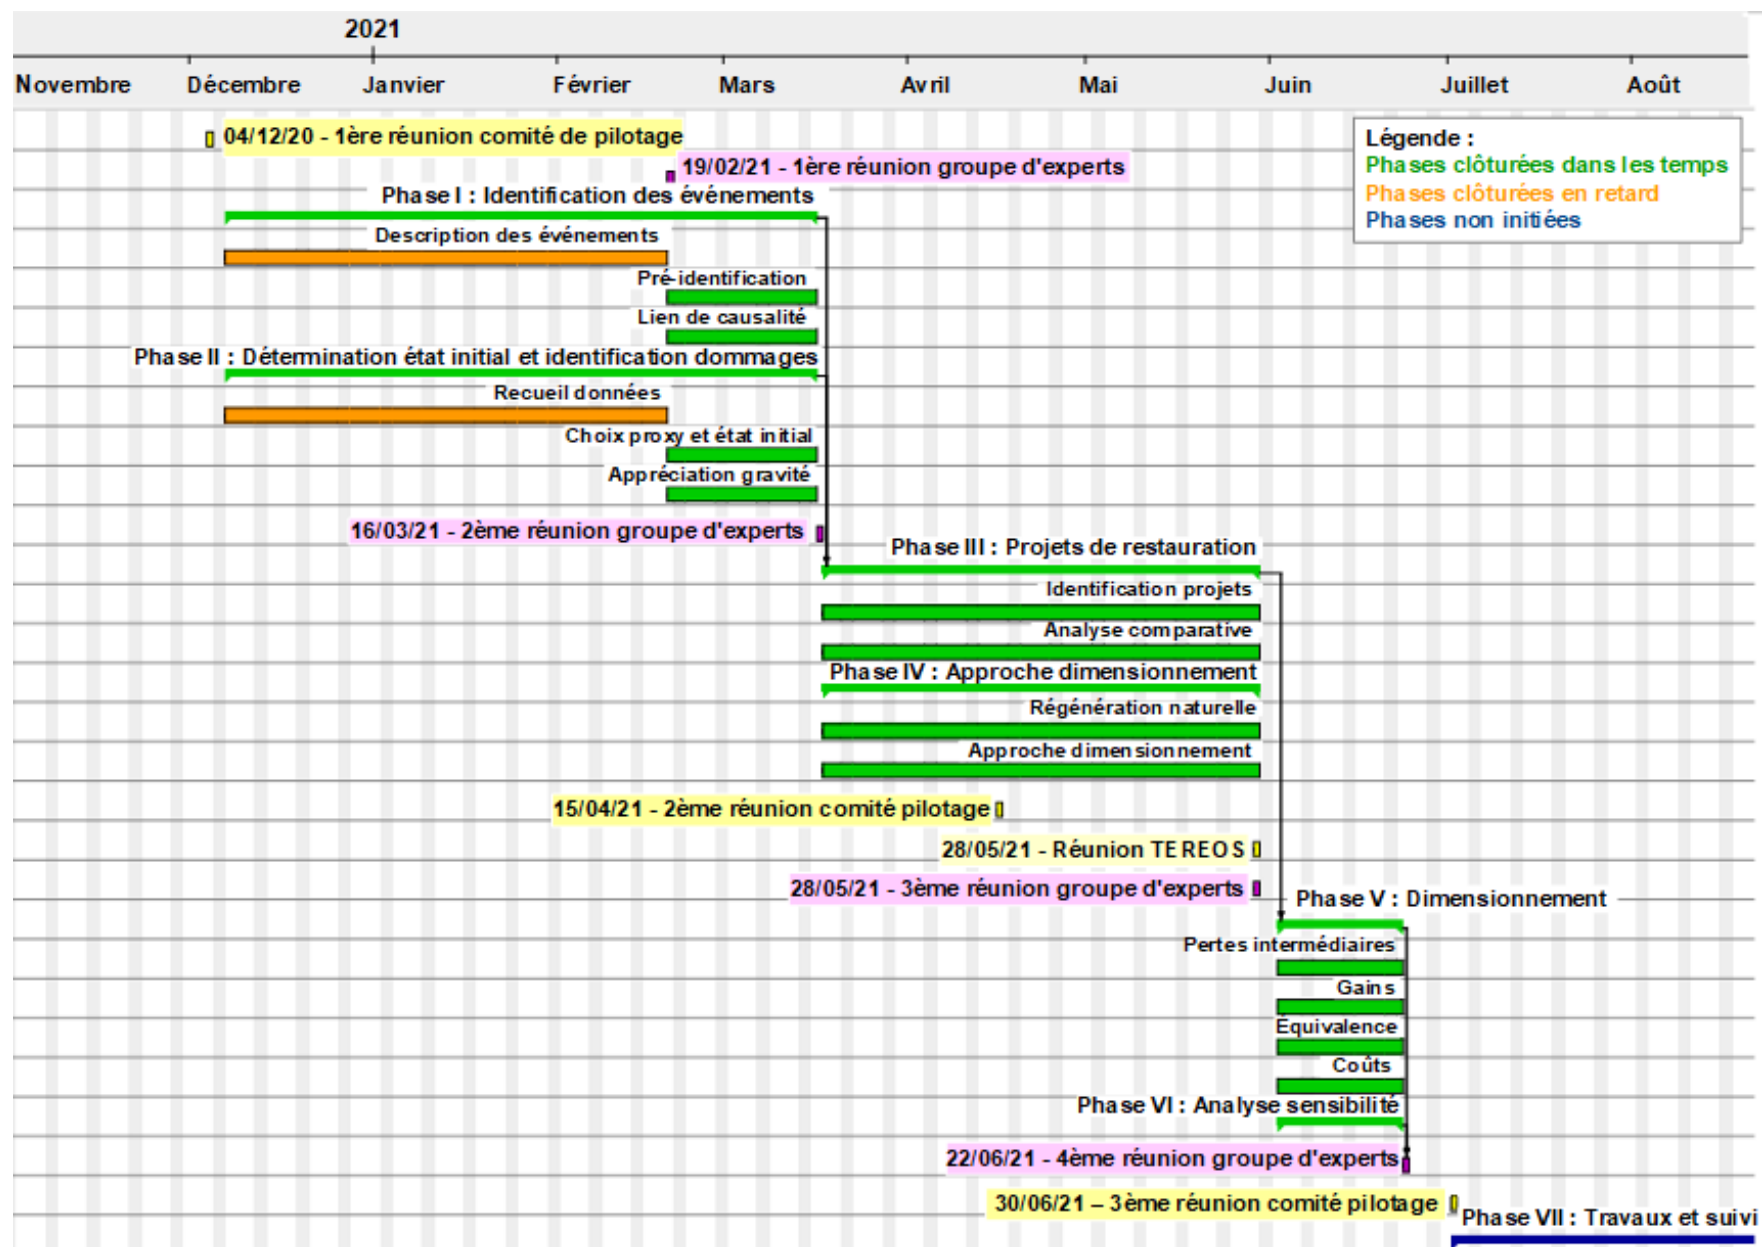 2021
Novembre Décembre Janvier Février Mars Avril Mai Juin Juillet Août
04/12/20 - 1ère réunion comité de pilotage
Légende :
Phases clôturées dans les temps
Phases clôturées en retard
Phases non initiées
19/02/21 - 1ère réunion groupe d'experts
Phase I : Identification des événements
Description des événements
Pré-identification
Lien de causalité
Phase II : Détermination état initial et identification dommages
Recueil données
Choix proxy et état initial
Appréciation gravité
16/03/21 - 2ème réunion groupe d'experts
Phase III : Projets de restauration
Identification projets
Analyse comparative
Phase IV : Approche dimensionnement
Régénération naturelle
Approche dimensionnement
15/04/21 - 2ème réunion comité pilotage
28/05/21 - Réunion TEREOS
28/05/21 - 3ème réunion groupe d'experts
Phase V : Dimensionnement
Pertes intermédiaires
Gains
Équivalence
Coûts
Phase VI : Analyse sensibilité
22/06/21 - 4ème réunion groupe d'experts
30/06/21 – 3ème réunion comité pilotage
Phase VII : Travaux et suivi